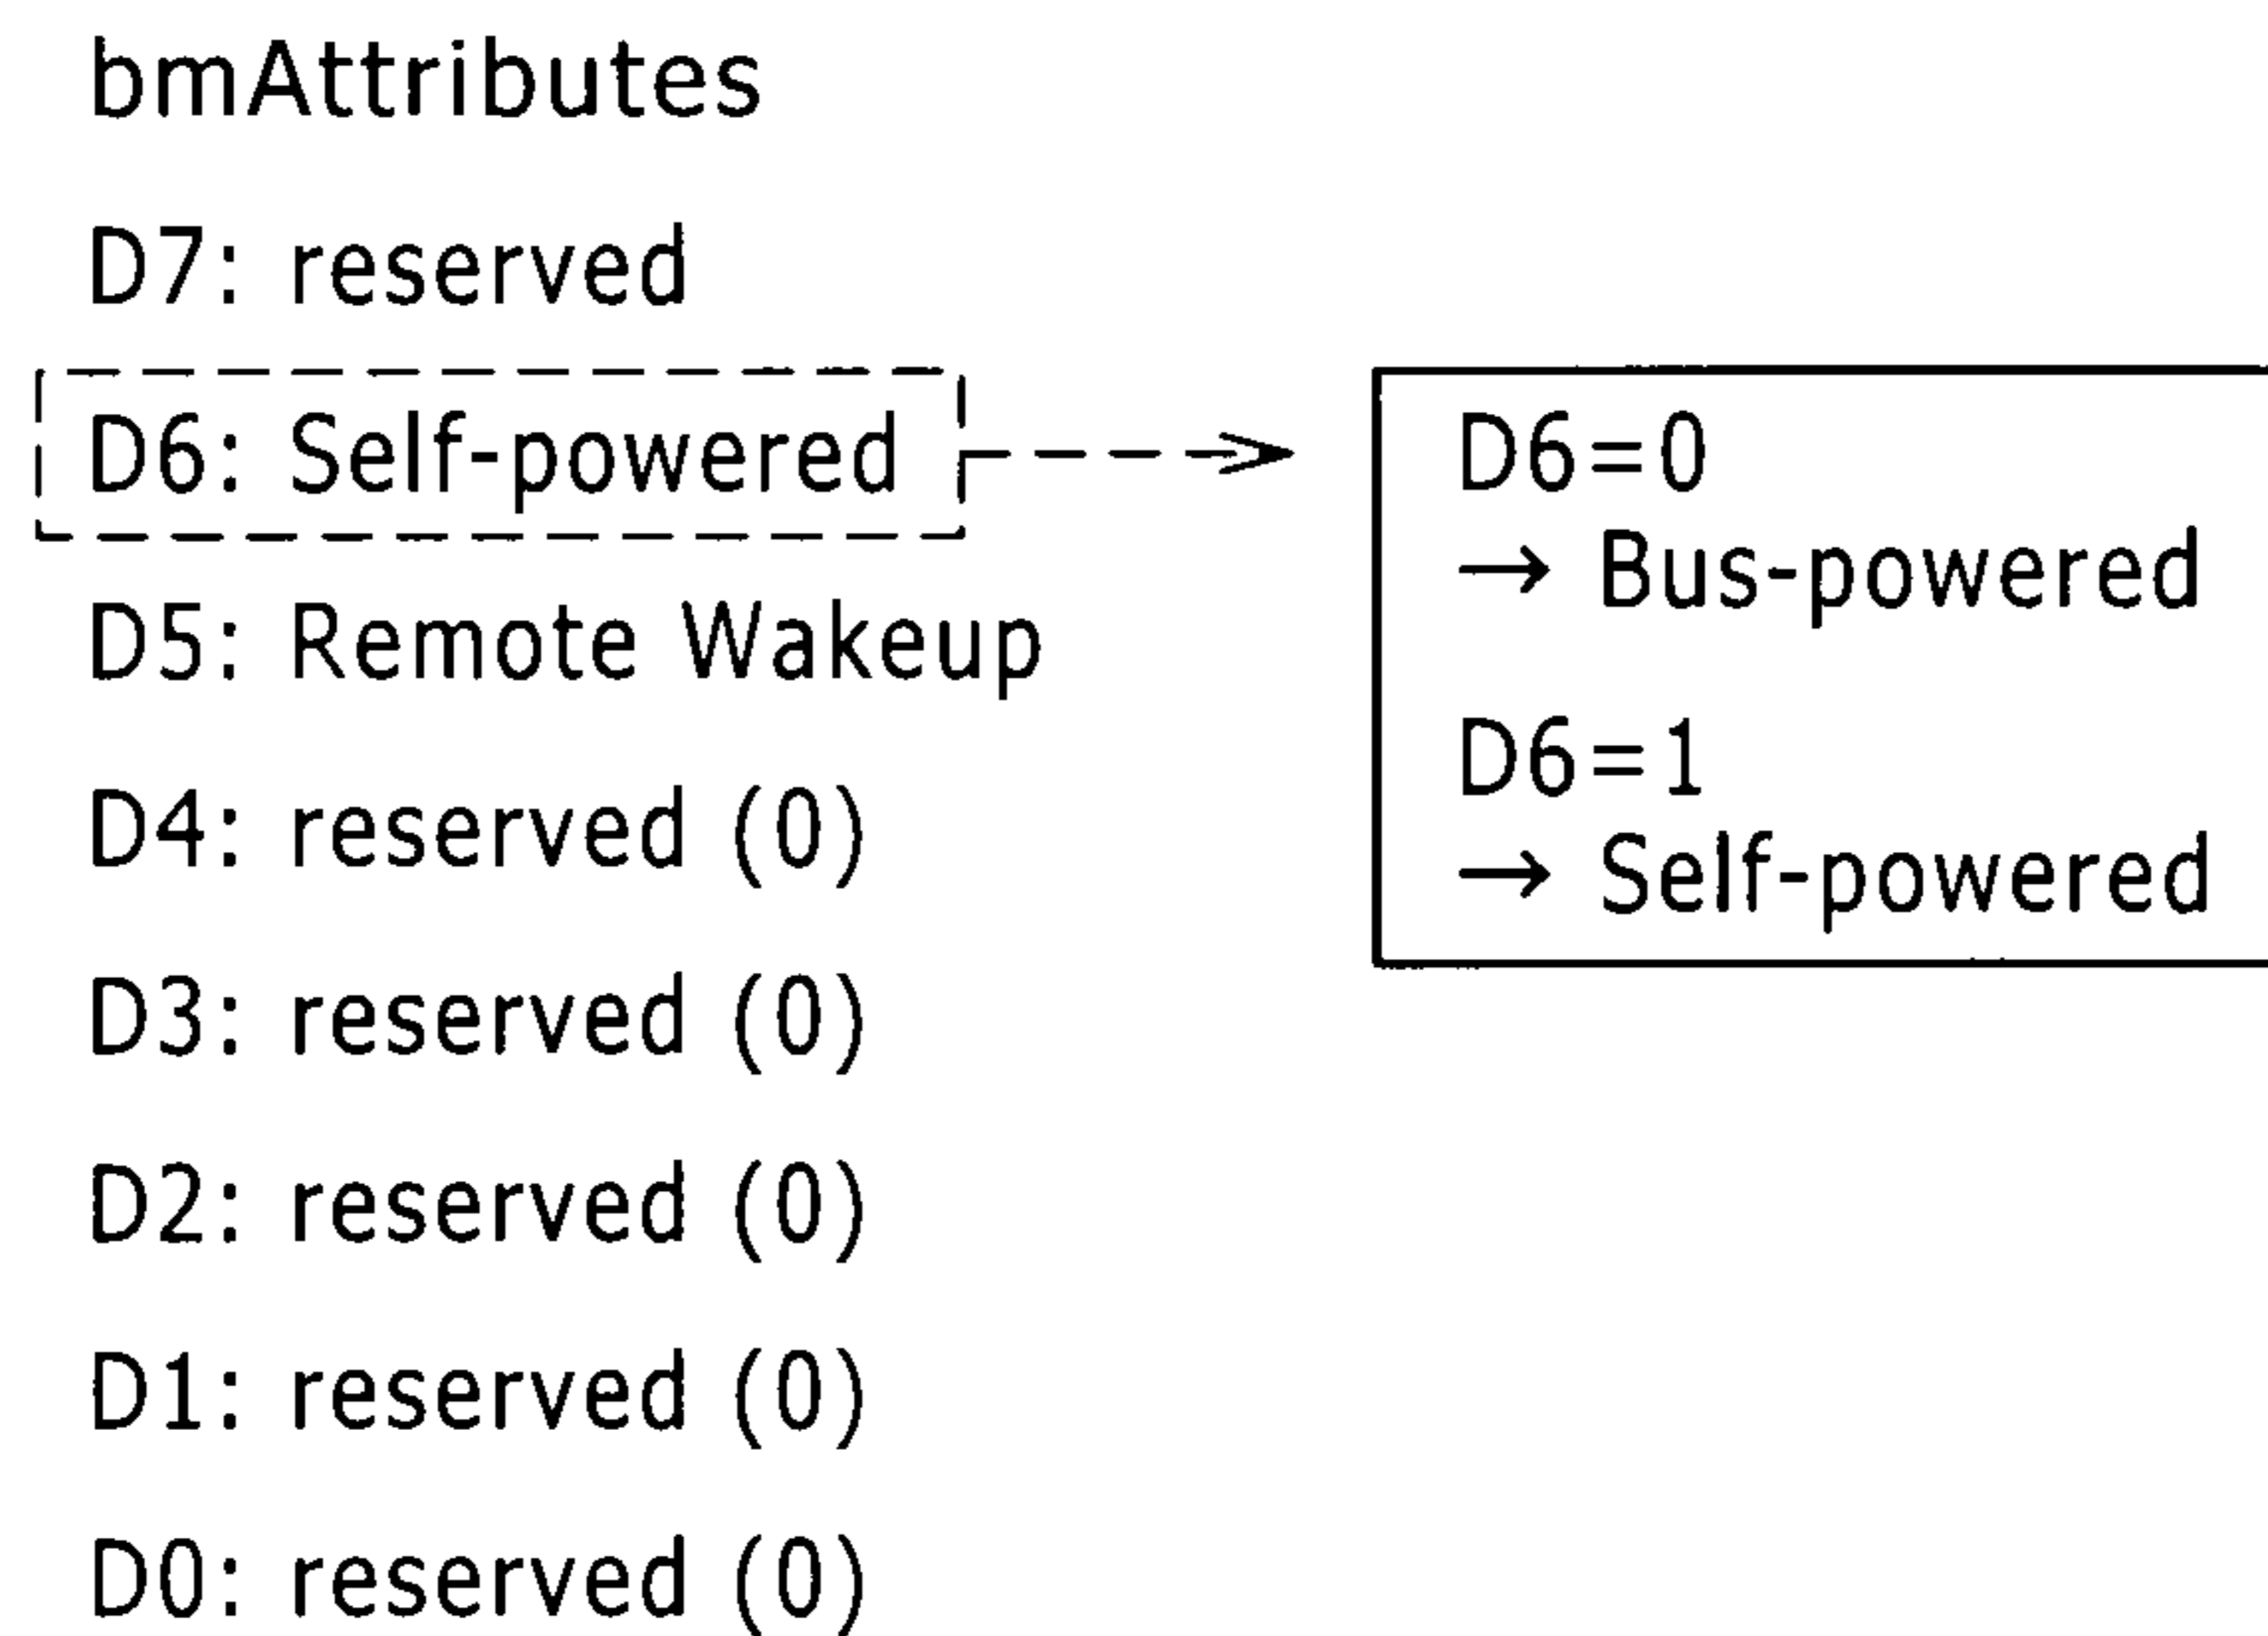 bmAttributes
D7: reserved
D6: Self-powered
D5: Remote Wakeup
D4: reserved (0)
D3: reserved (0)
D2: reserved (0)
D1: reserved (0)
D0: reserved (0)
D6=0
→ Bus-powered
D6=1
→ Self-powered